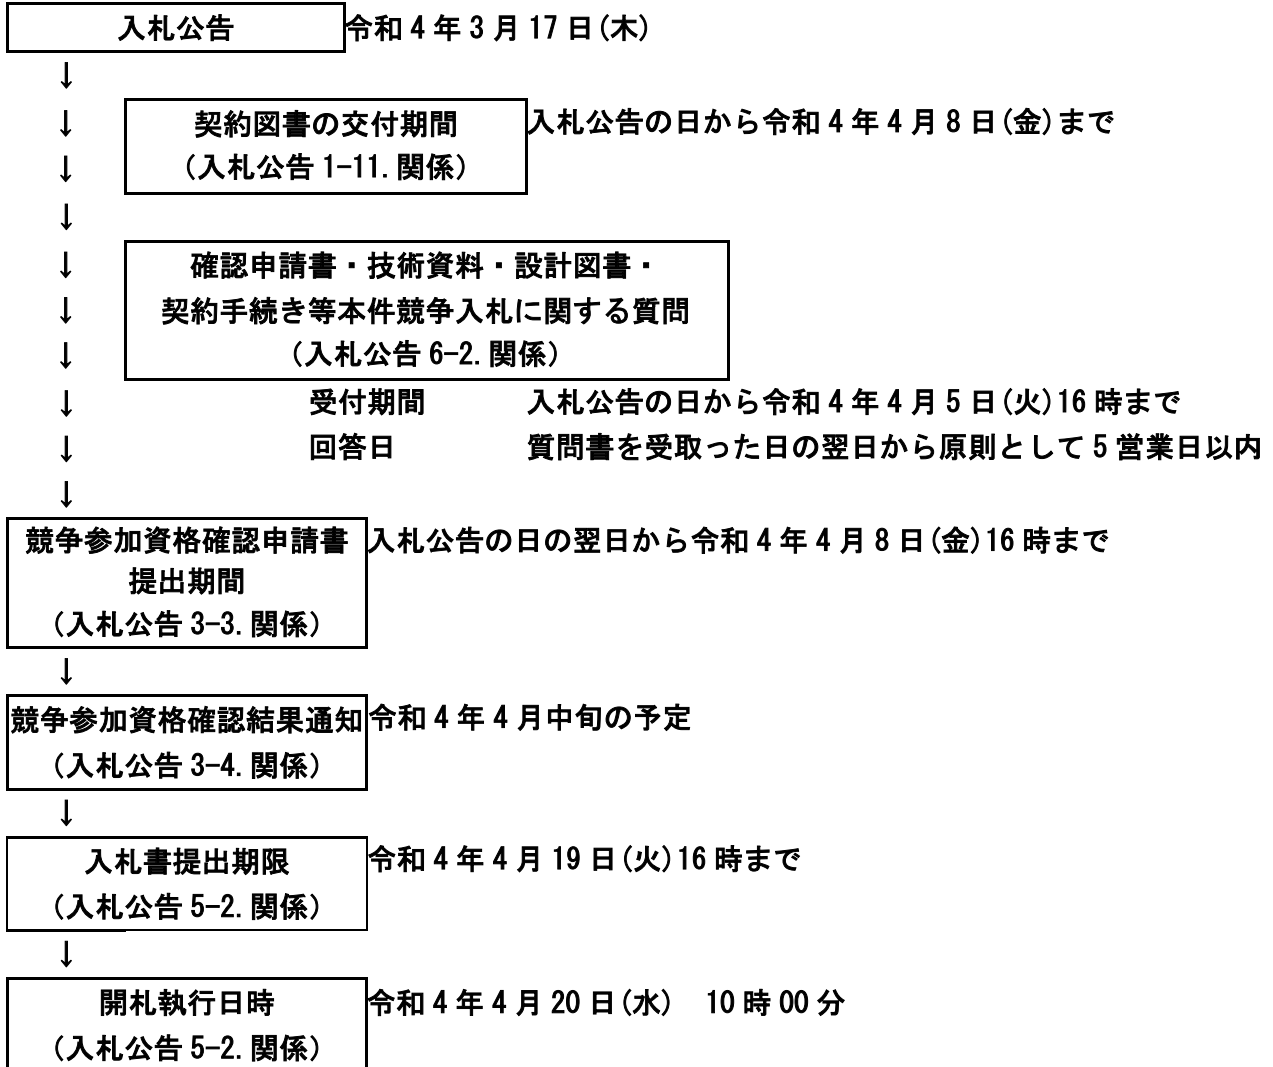 入札公告 令和4年3月17日(木)
↓
↓ 契約図書の交付期間 入札公告の日から令和4年4月8日(金)まで
↓ (入札公告1-11.関係)
↓
↓ 確認申請書・技術資料・設計図書・
↓ 契約手続き等本件競争入札に関する質問
↓ (入札公告6-2.関係)
↓ 受付期間 入札公告の日から令和4年4月5日(火)16時まで
↓ 回答日 質問書を受取った日の翌日から原則として5営業日以内
↓
競争参加資格確認申請書 入札公告の日の翌日から令和4年4月8日(金)16時まで
提出期間
(入札公告3-3.関係)
↓
競争参加資格確認結果通知 令和4年4月中旬の予定
(入札公告3-4.関係)
↓
入札書提出期限 令和4年4月19日(火)16時まで
(入札公告5-2.関係)
↓
開札執行日時 令和4年4月20日(水) 10時00分
(入札公告5-2.関係)